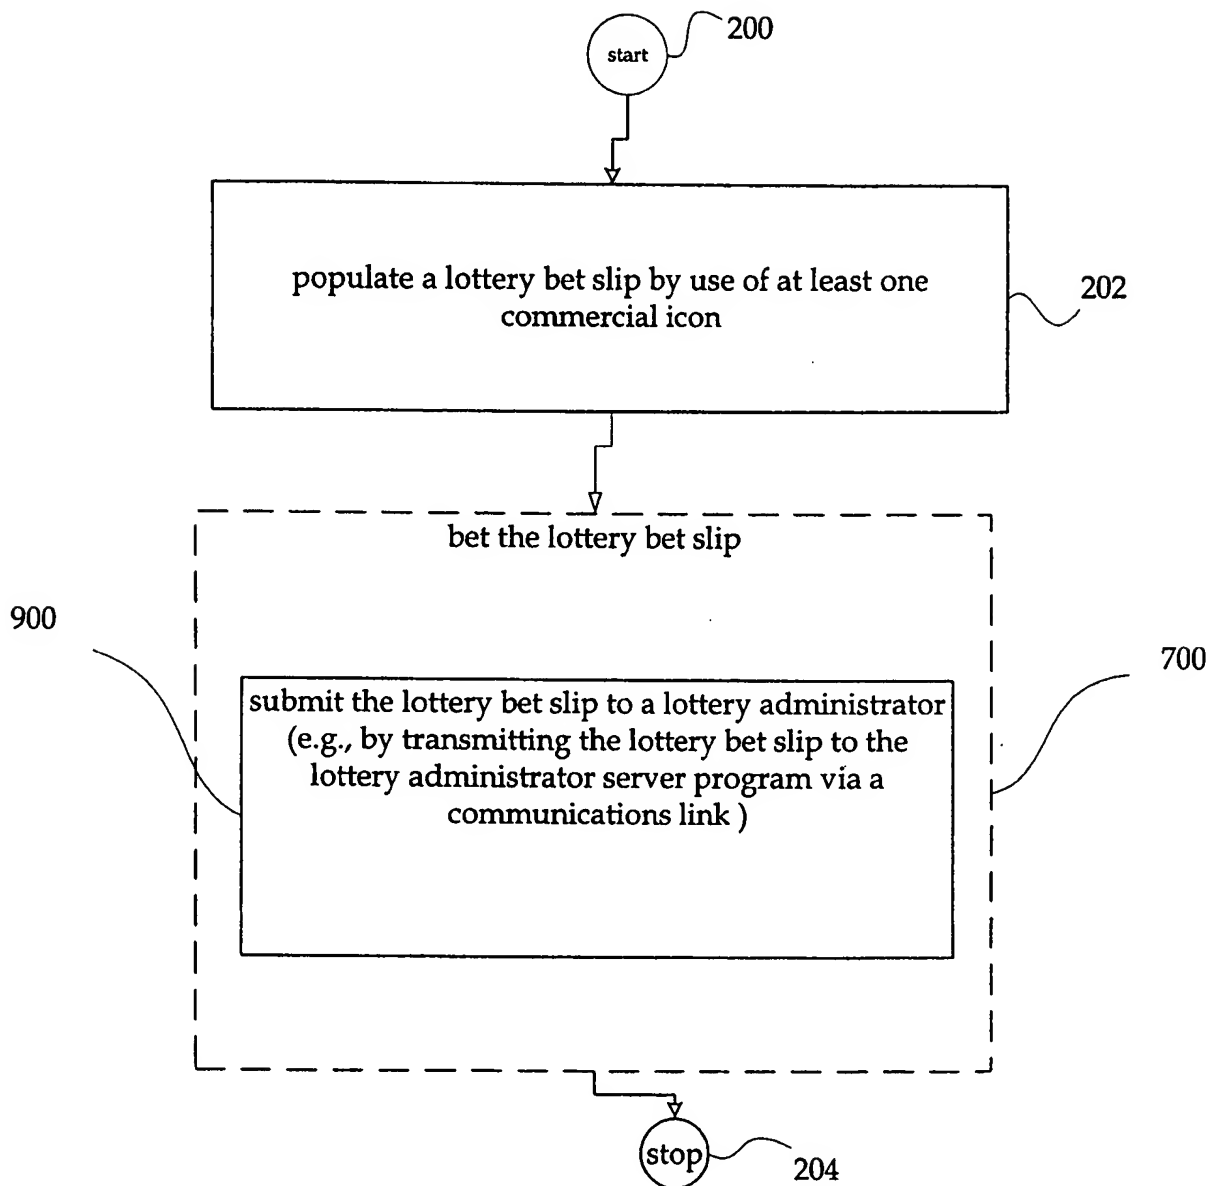 200
start
populate a lottery bet slip by use of at least one
commercial icon
202
bet the lottery bet slip
900
700
submit the lottery bet slip to a lottery administrator
(e.g., by transmitting the lottery bet slip to the
lottery administrator server program via a
communications link )
stop
204